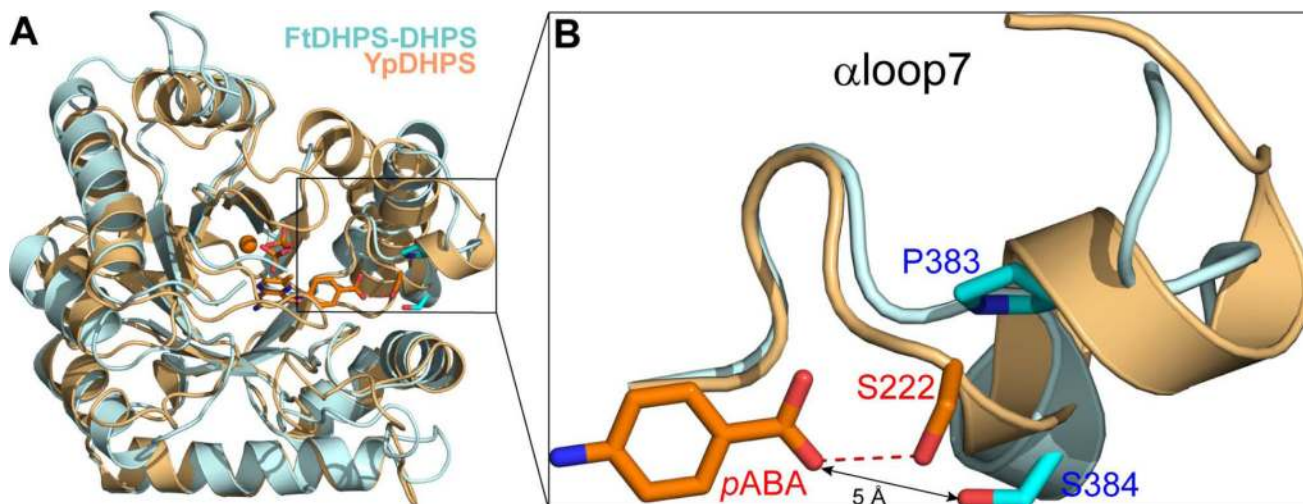 A
FtDHPS-DHPS
YpDHPS
B
αloop7
P383
S222
pABA
5 Å
S384